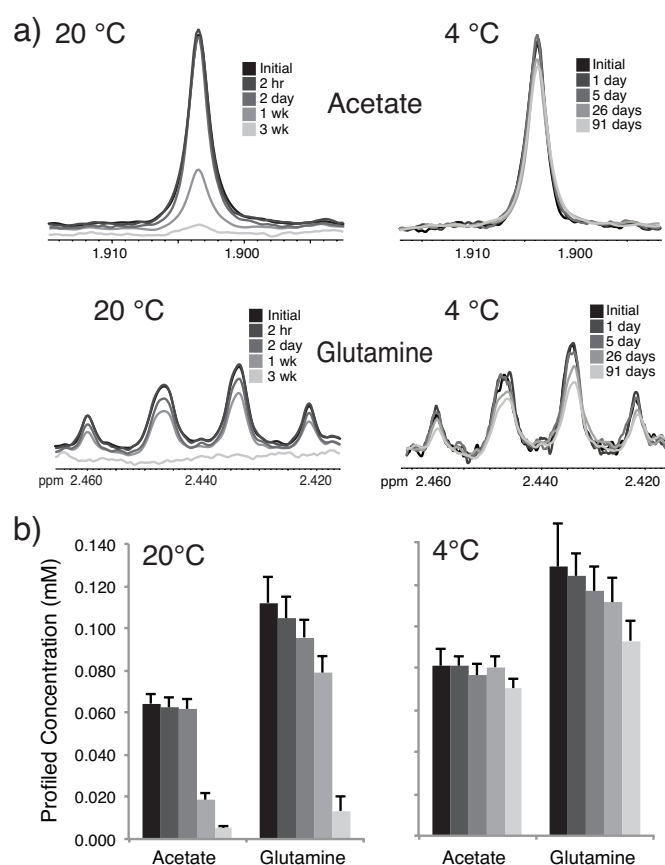 a) 20 °C
4 °C
Initial
2 hr
2 day
1 wk
3 wk
Acetate
Initial
1 day
5 day
26 days
91 days
1.910 1.900
1.910 1.900
20 °C
4 °C
Initial
2 hr
2 day
1 wk
3 wk
Glutamine
Initial
1 day
5 day
26 days
91 days
ppm 2.460 2.440 2.420
ppm 2.460 2.440 2.420
b)
Profiled Concentration (mM)
0.140
0.120
0.100
0.080
0.060
0.040
0.020
0.000
20°C
4°C
Acetate Glutamine
Acetate Glutamine